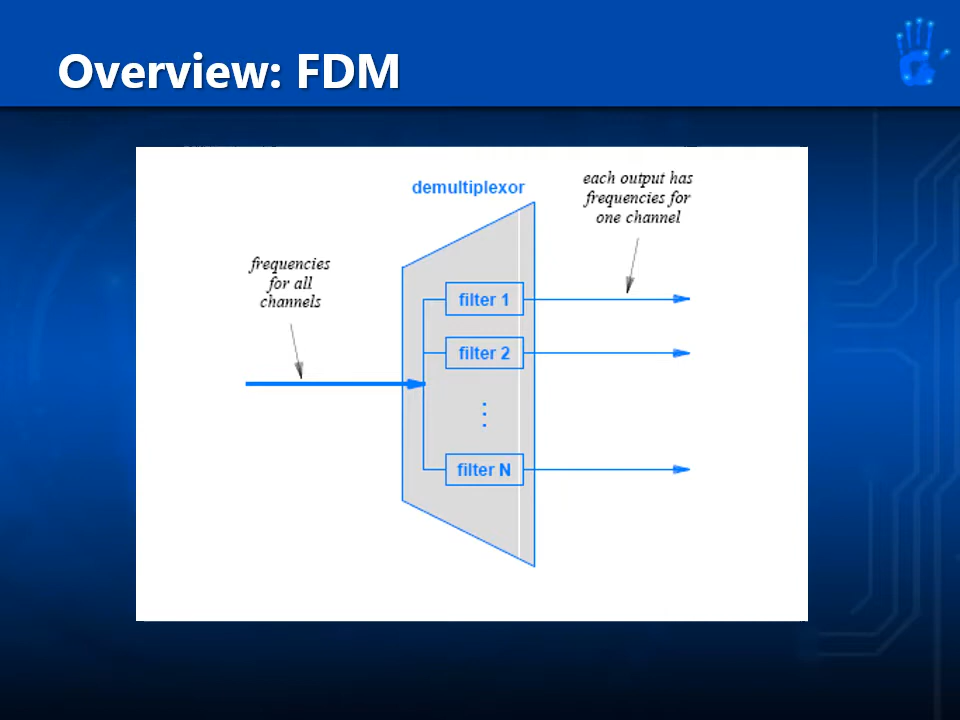 Overview: FDM
demultiplexor
each output has
frequencies for
one channel
frequencies
for all
channels
filter 1
filter 2
filter N